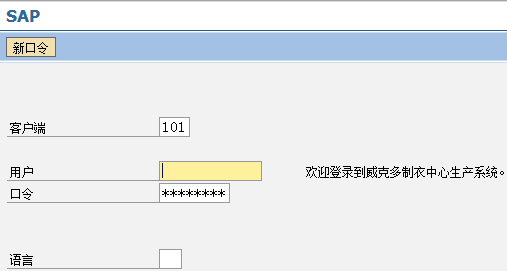 SAP
新口令
客户端 101
用户 欢迎登录到威克多制衣中心生产系统。
口令 ********
语言